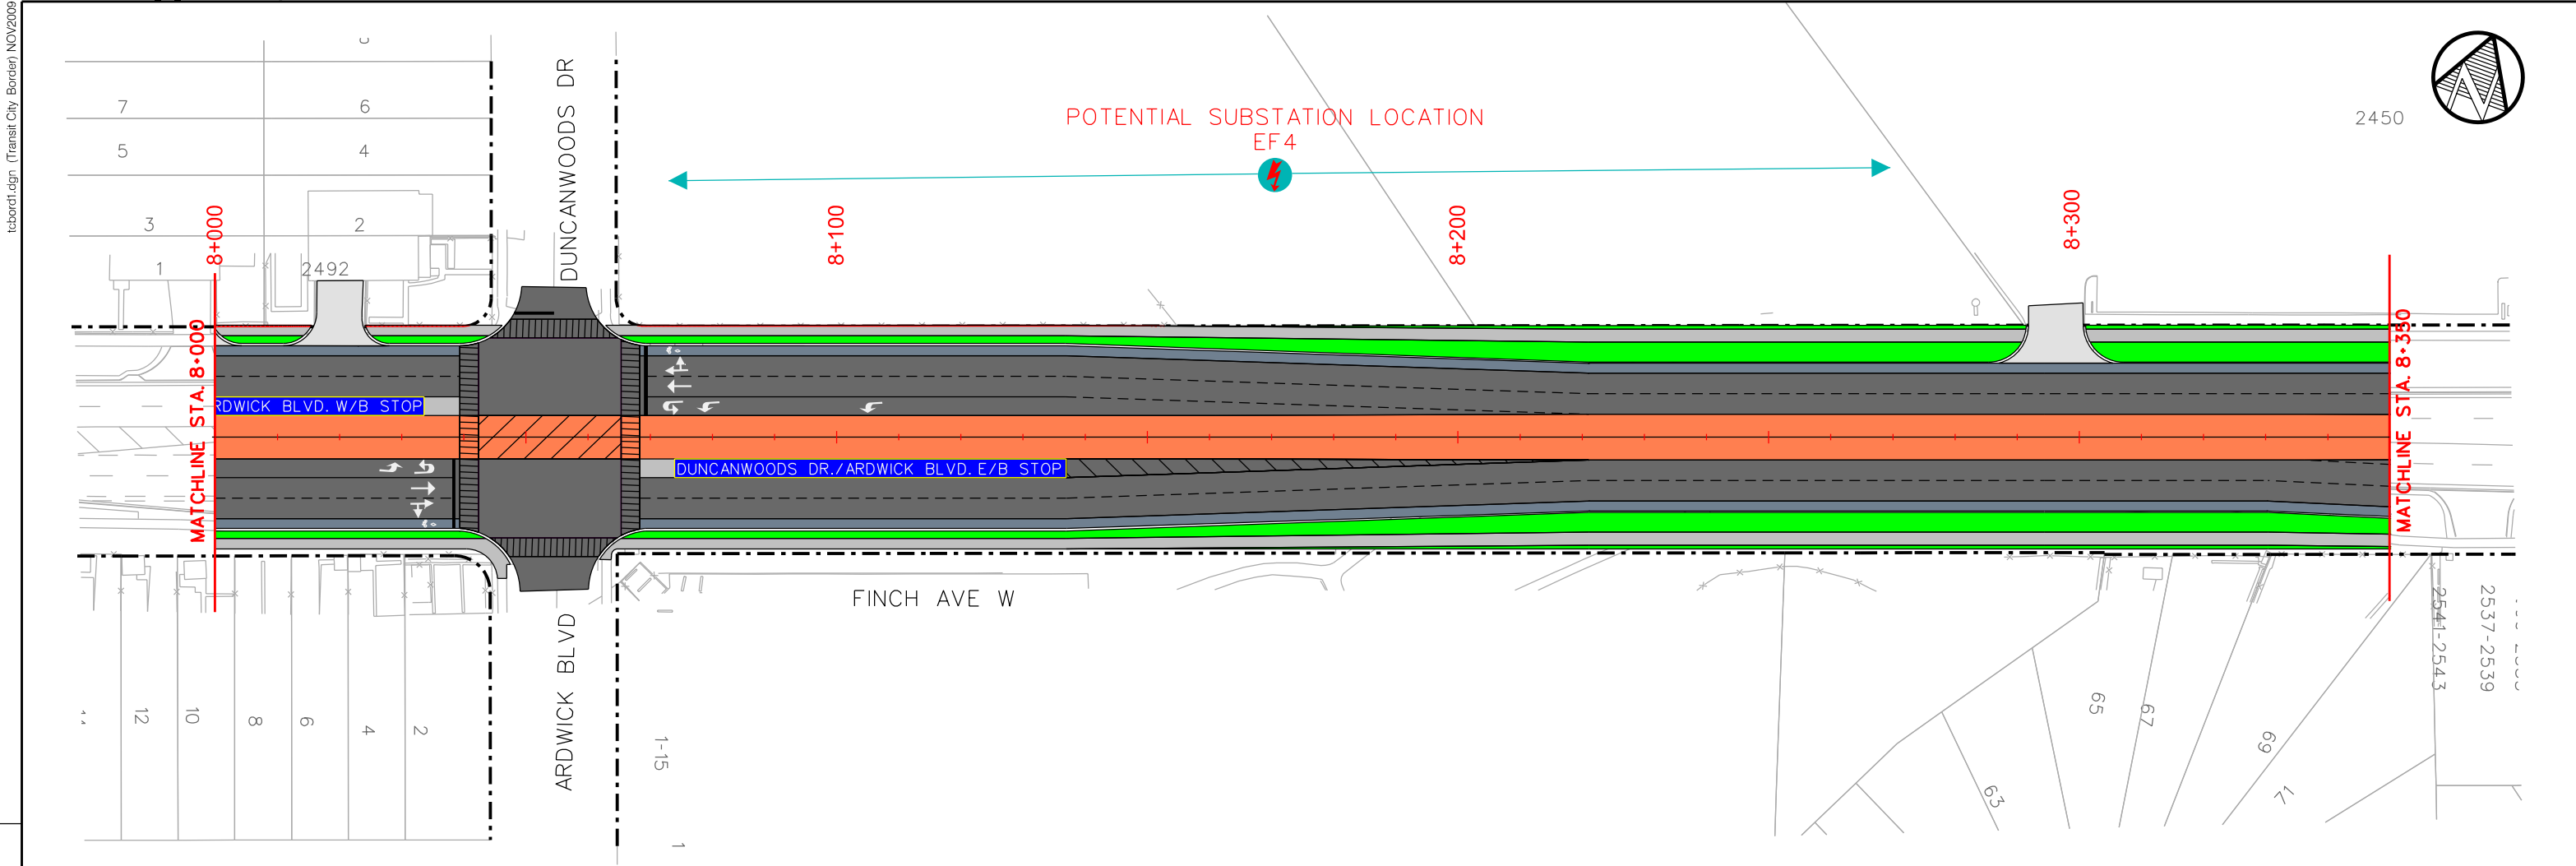 tcbord1.dgn (Transit City Border) NOV2009
7
6
5
4
3
2
1
2492
DUNCANWOODS DR
POTENTIAL SUBSTATION LOCATION
EF4
2450
8+000
8+100
8+200
8+300
MATCHLINE STA. 8+000
RDWICK BLVD. W/B STOP
DUNCANWOODS DR./ARDWICK BLVD. E/B STOP
MATCHLINE STA. 8+350
FINCH AVE W
ARDWICK BLVD
12
10
8
6
4
2
1-15
1
63
65
67
69
71
2541-2543
2537-2539